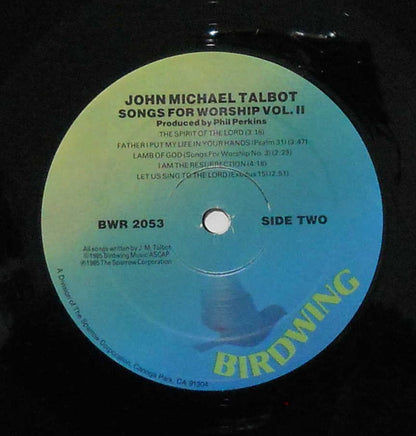 JOHN MICHAEL TALBOT
SONGS FOR WORSHIP VOL. II
Produced by Phil Perkins
THE SPIRIT OF THE LORD (3:16)
FATHER I PUT MY LIFE IN YOUR HANDS (Psalm 31) (3:47)
LAMB OF GOD (Songs For Worship No. 3) (2:23)
I AM THE RESURRECTION (4:18)
LET US SING TO THE LORD (Exodus 15) (2:51)
BWR 2053 SIDE TWO
All songs written by J. M. Talbot
©1985 Birdwing Music/ASCAP
℗1985 The Sparrow Corporation
A Division of The Sparrow Corporation, Canoga Park, CA 91304
BIRDWING